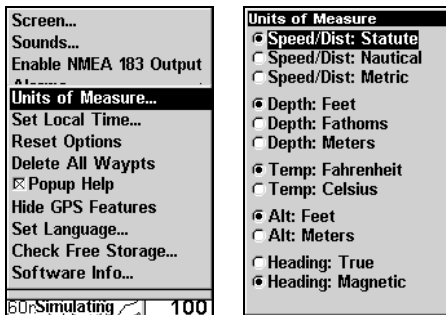 Screen...
Sounds...
Enable NMEA 183 Output
Units of Measure...
Set Local Time...
Reset Options
Delete All Waypts
Popup Help
Hide GPS Features
Set Language...
Check Free Storage...
Software Info...
Simulating 100
Units of Measure
Speed/Dist: Statute
Speed/Dist: Nautical
Speed/Dist: Metric
Depth: Feet
Depth: Fathoms
Depth: Meters
Temp: Fahrenheit
Temp: Celsius
Alt: Feet
Alt: Meters
Heading: True
Heading: Magnetic